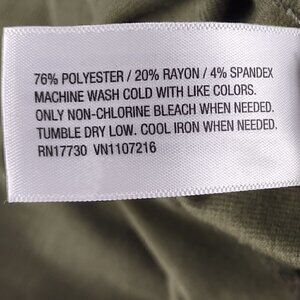 76% POLYESTER / 20% RAYON / 4% SPANDEX
MACHINE WASH COLD WITH LIKE COLORS.
ONLY NON-CHLORINE BLEACH WHEN NEEDED.
TUMBLE DRY LOW. COOL IRON WHEN NEEDED.
RN17730 VN1107216